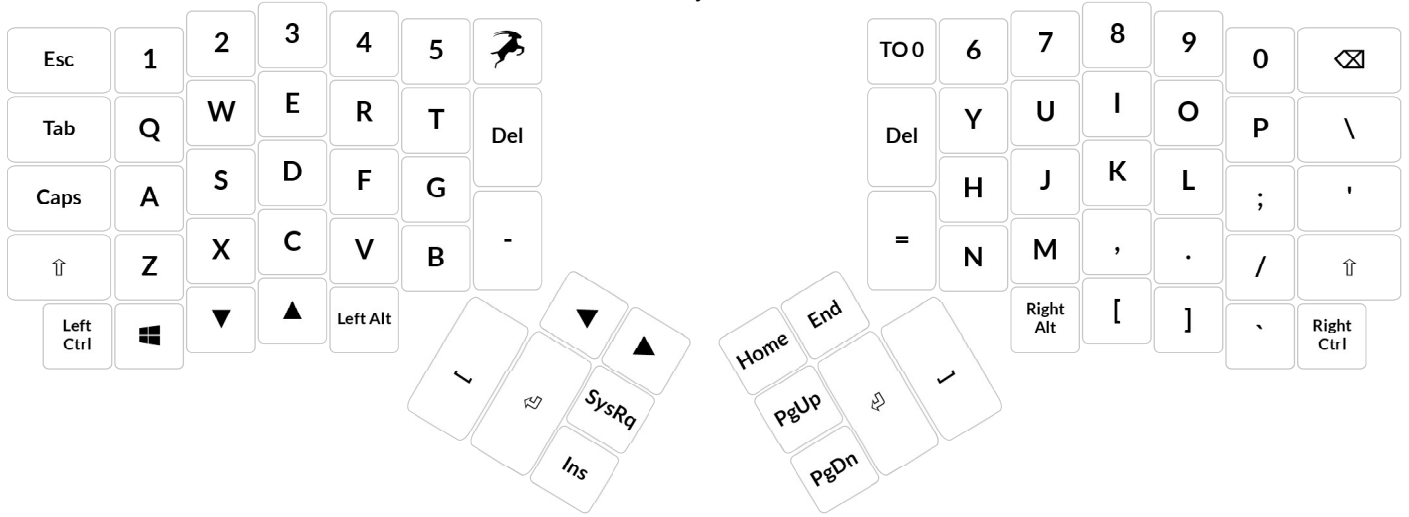 Esc 1 2 3 4 5 TO 0 6 7 8 9 0 ⌫
Tab Q W E R T Del Del Y U I O P \
Caps A S D F G H J K L ; '
⇧ Z X C V B - = N M , . / ⇧
Left Ctrl ▼ ▲ Left Alt Right Alt [ ] ` Right Ctrl
◀ ▶ Home End
⎵ ⏎ SysRq PgUp ⏎ ⎵
Ins PgDn